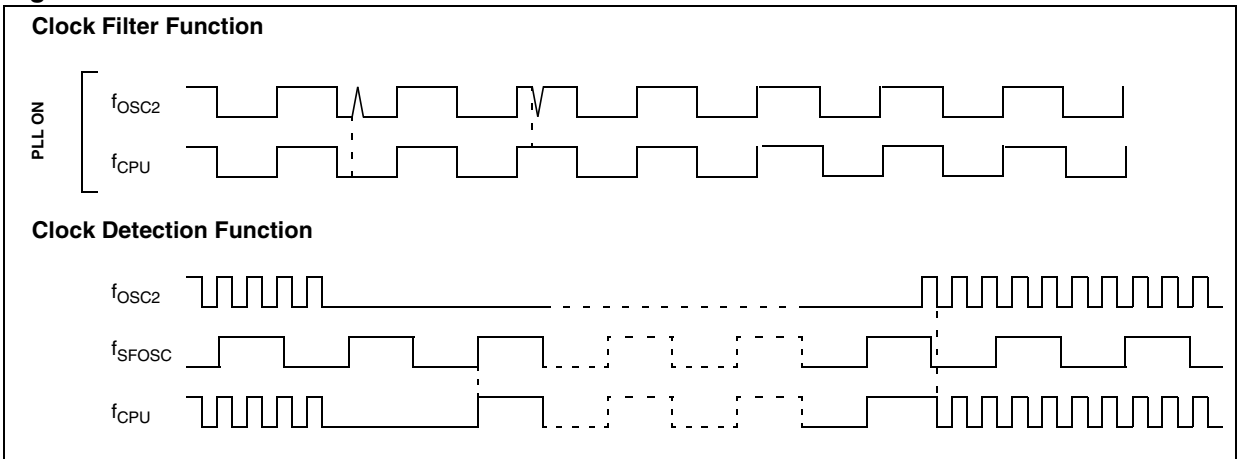 Clock Filter Function
PLL ON
fOSC2
fCPU
Clock Detection Function
fOSC2
fSFOSC
fCPU